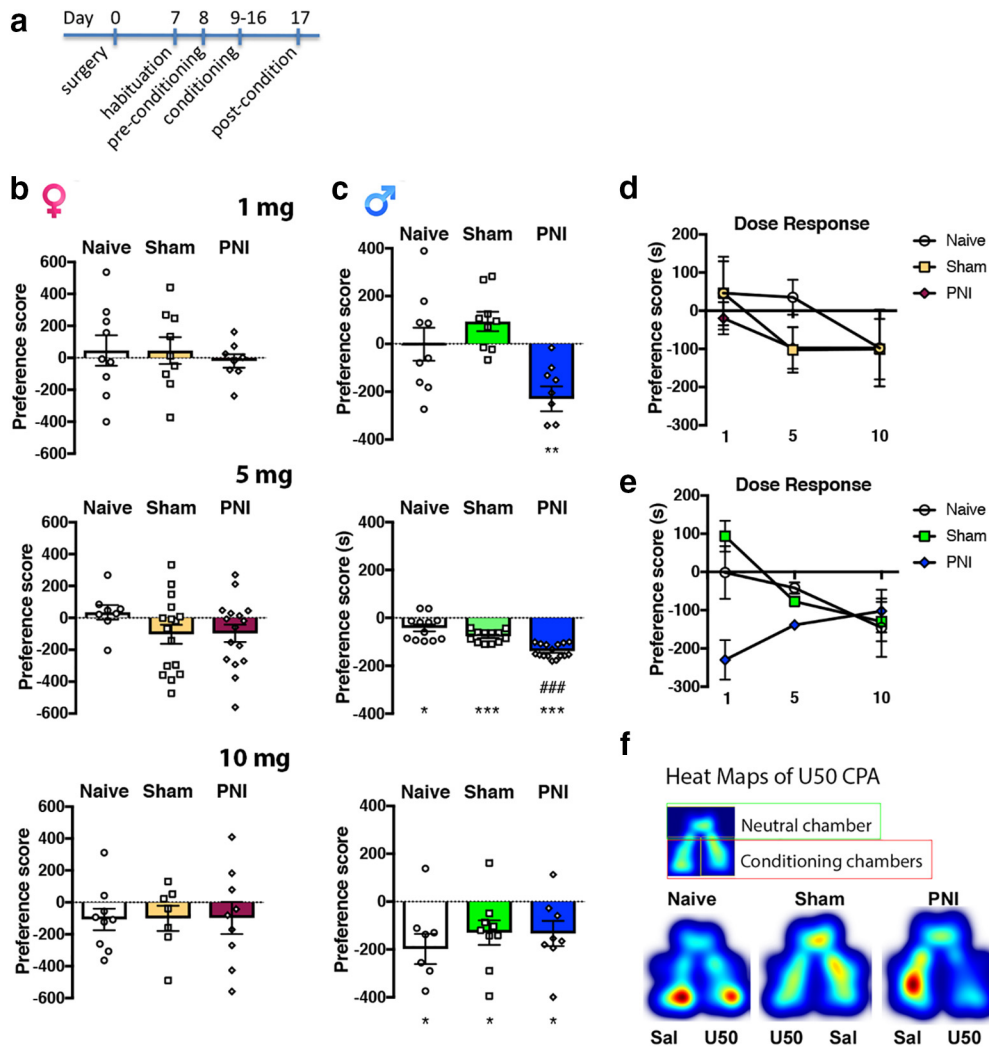 a
Day 0 7 8 9-16 17
surgery
habituation
pre-conditioning
conditioning
post-condition
b ♀
1 mg
Naive Sham PNI
Preference score
600
400
200
0
-200
-400
-600
5 mg
Naive Sham PNI
Preference score
600
400
200
0
-200
-400
-600
10 mg
Naive Sham PNI
Preference score
600
400
200
0
-200
-400
-600
c ♂
Naive Sham PNI
Preference score
400
200
0
-200
-400
**
Naive Sham PNI
Preference score (s)
400
200
0
-200
-400
###
* *** ***
Naive Sham PNI
Preference score
400
200
0
-200
-400
* * *
d
Dose Response
Preference score (s)
200
100
0
-100
-200
-300
1 5 10
Naive
Sham
PNI
e
Dose Response
Preference score (s)
200
100
0
-100
-200
-300
1 5 10
Naive
Sham
PNI
f
Heat Maps of U50 CPA
Neutral chamber
Conditioning chambers
Naive Sham PNI
Sal U50 U50 Sal Sal U50